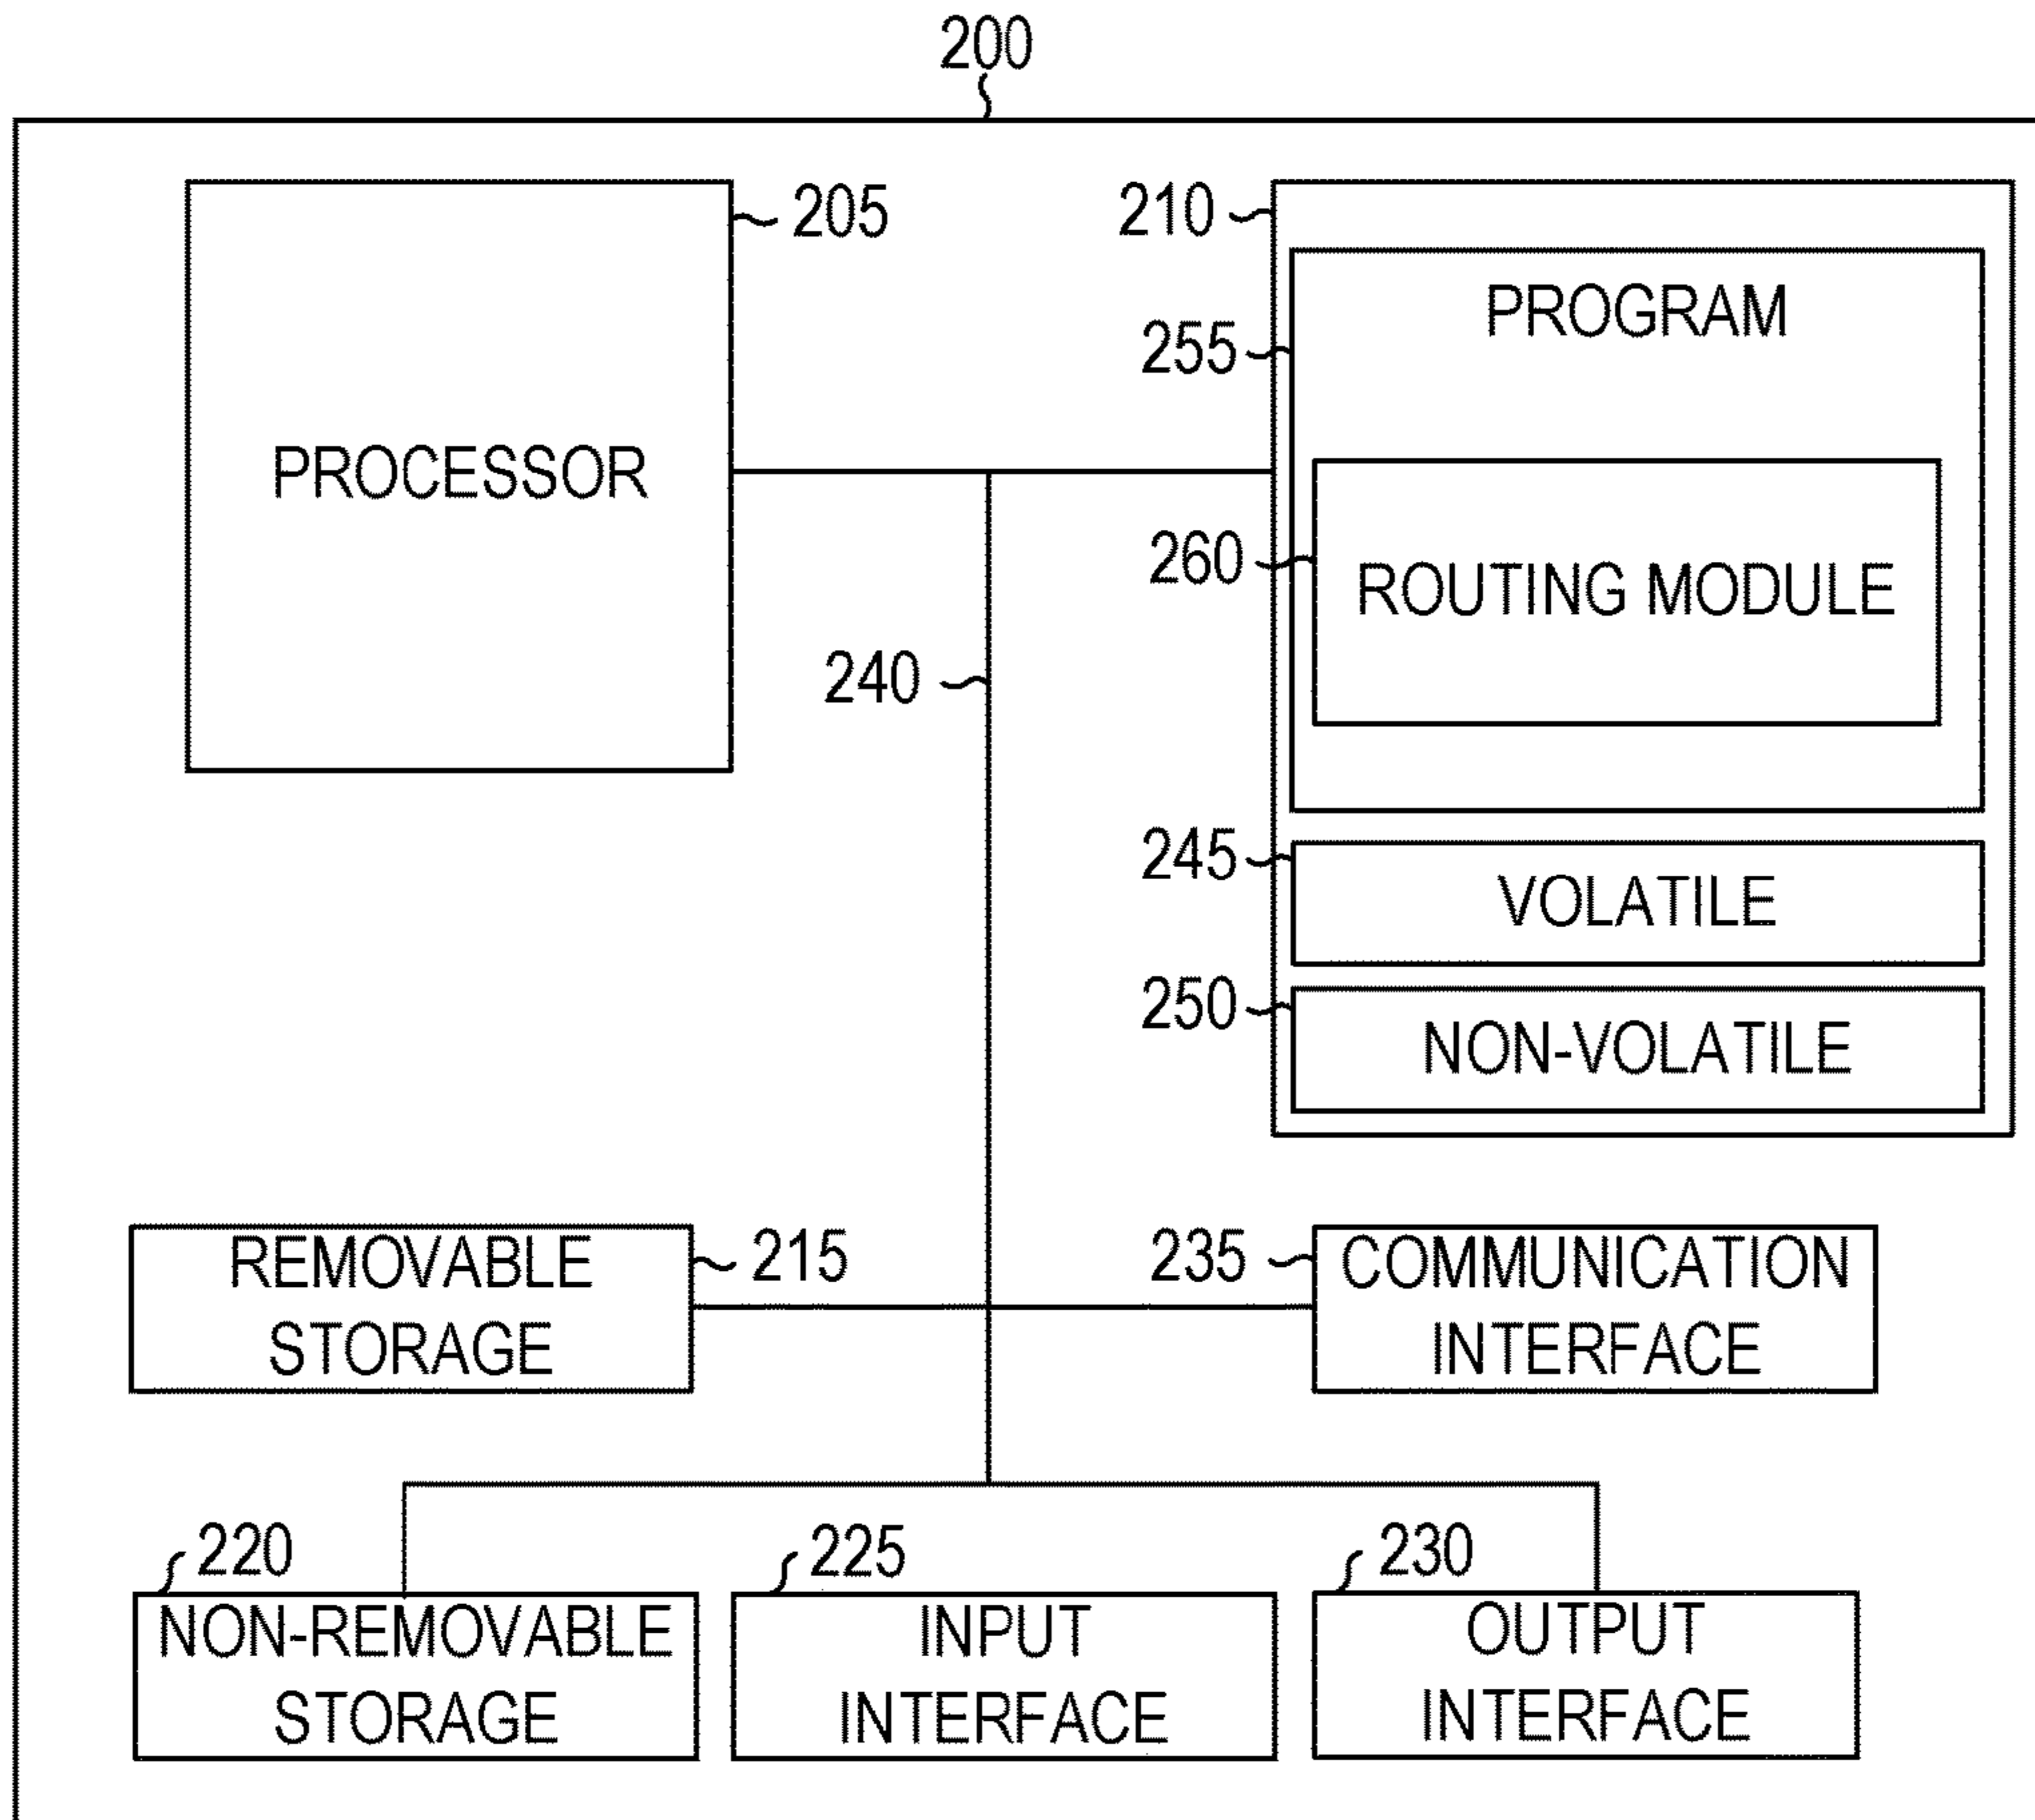 200
205
210
PROGRAM
255
PROCESSOR
260
ROUTING MODULE
240
245
VOLATILE
250
NON-VOLATILE
REMOVABLE
STORAGE
215
235
COMMUNICATION
INTERFACE
220
225
230
NON-REMOVABLE
STORAGE
INPUT
INTERFACE
OUTPUT
INTERFACE